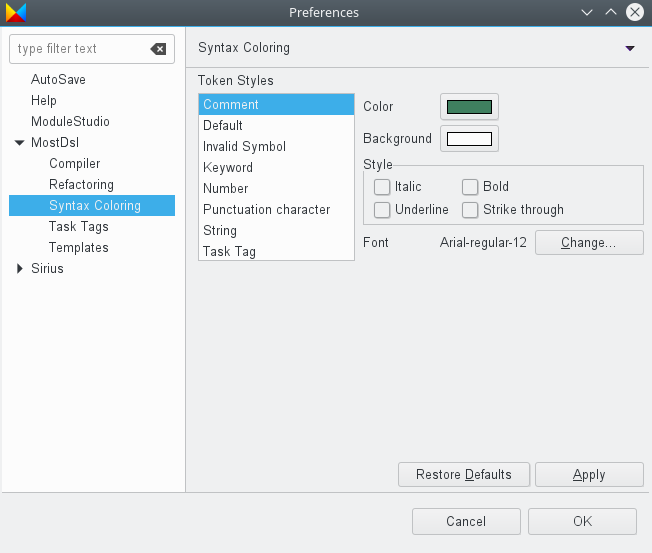 Preferences
type filter text
AutoSave
Help
ModuleStudio
MostDsl
Compiler
Refactoring
Syntax Coloring
Task Tags
Templates
Sirius
Syntax Coloring
Token Styles
Comment
Default
Invalid Symbol
Keyword
Number
Punctuation character
String
Task Tag
Color
Background
Style
Italic Bold
Underline Strike through
Font Arial-regular-12 Change...
Restore Defaults Apply
Cancel OK